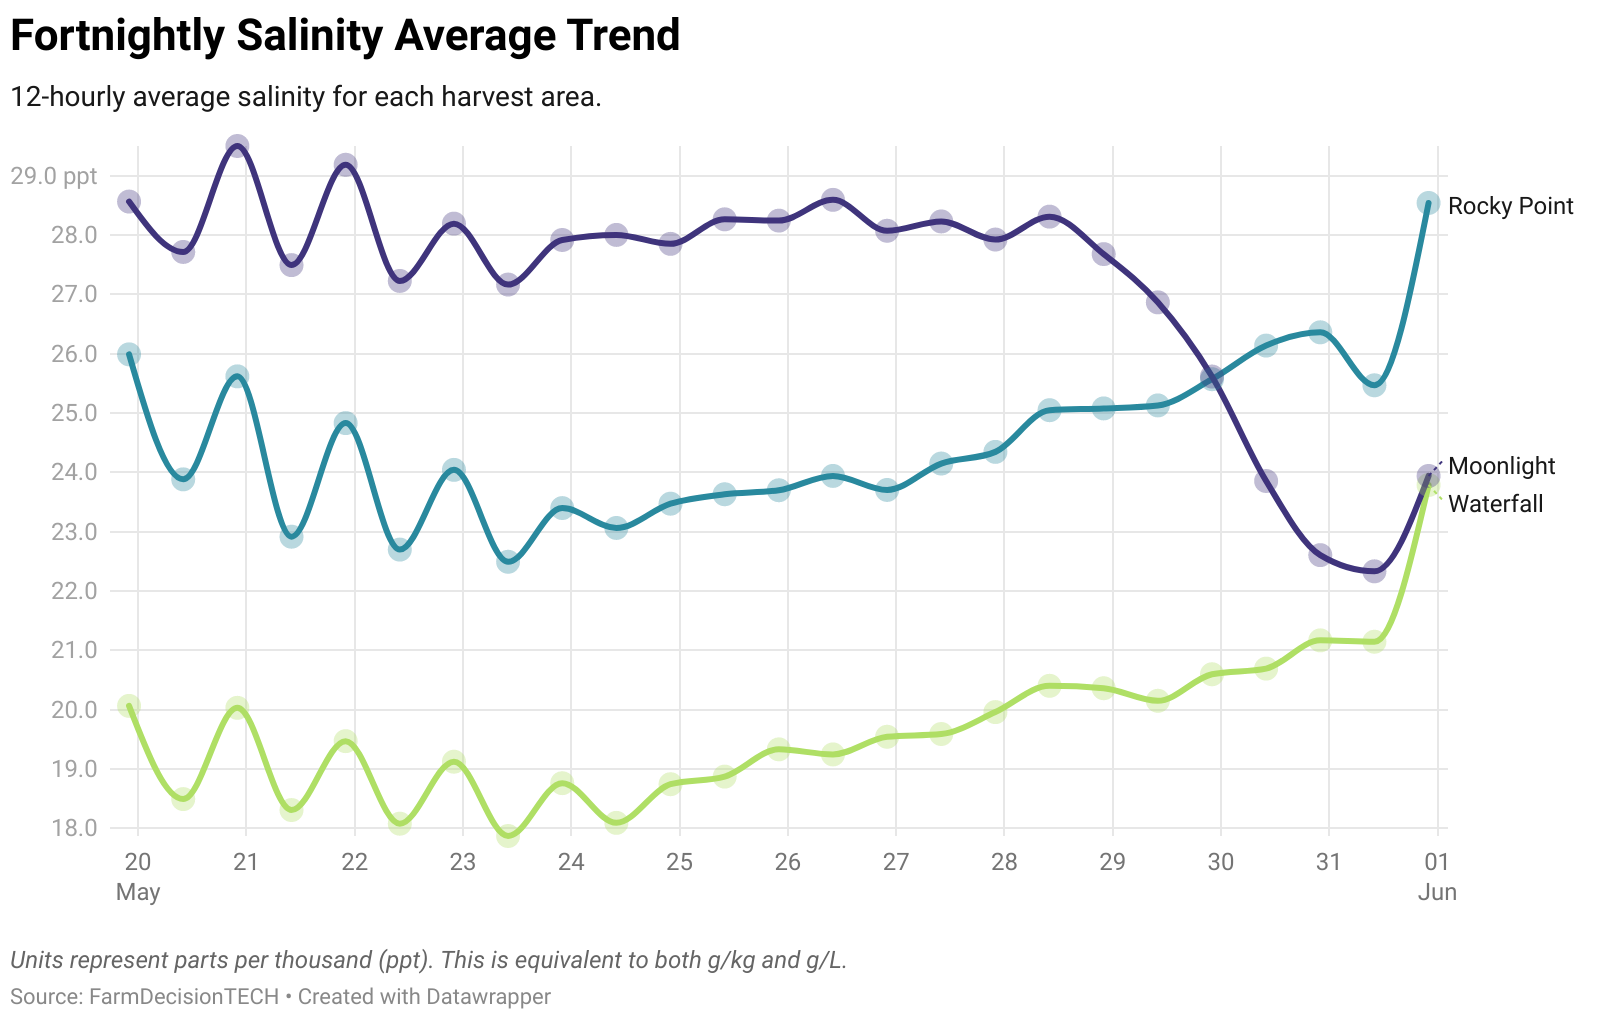 Fortnightly Salinity Average Trend
12-hourly average salinity for each harvest area.
29.0 ppt
28.0
27.0
26.0
25.0
24.0
23.0
22.0
21.0
20.0
19.0
18.0
Rocky Point
Moonlight
Waterfall
20 21 22 23 24 25 26 27 28 29 30 31 01
May Jun
Units represent parts per thousand (ppt). This is equivalent to both g/kg and g/L.
Source: FarmDecisionTECH • Created with Datawrapper